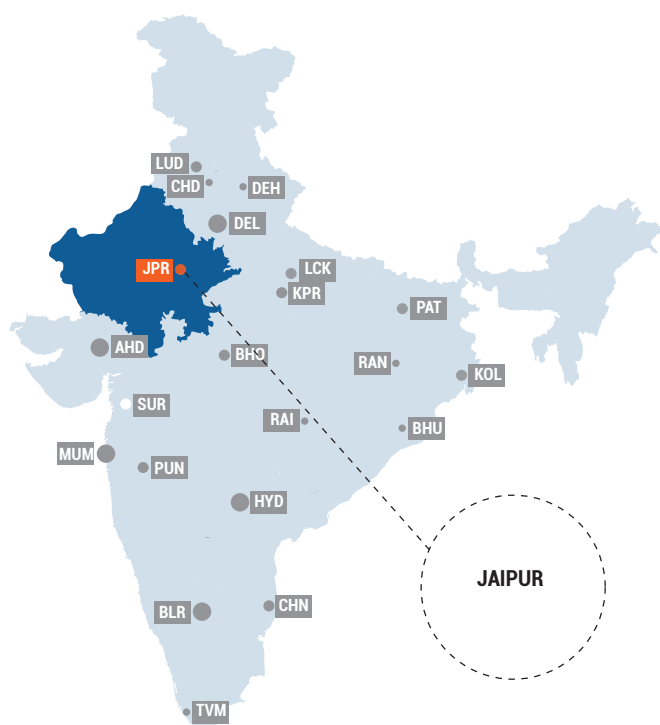 LUD
CHD
DEH
DEL
JPR
LCK
KPR
PAT
AHD
BHO
RAN
KOL
SUR
RAI
BHU
MUM
PUN
HYD
JAIPUR
BLR
CHN
TVM